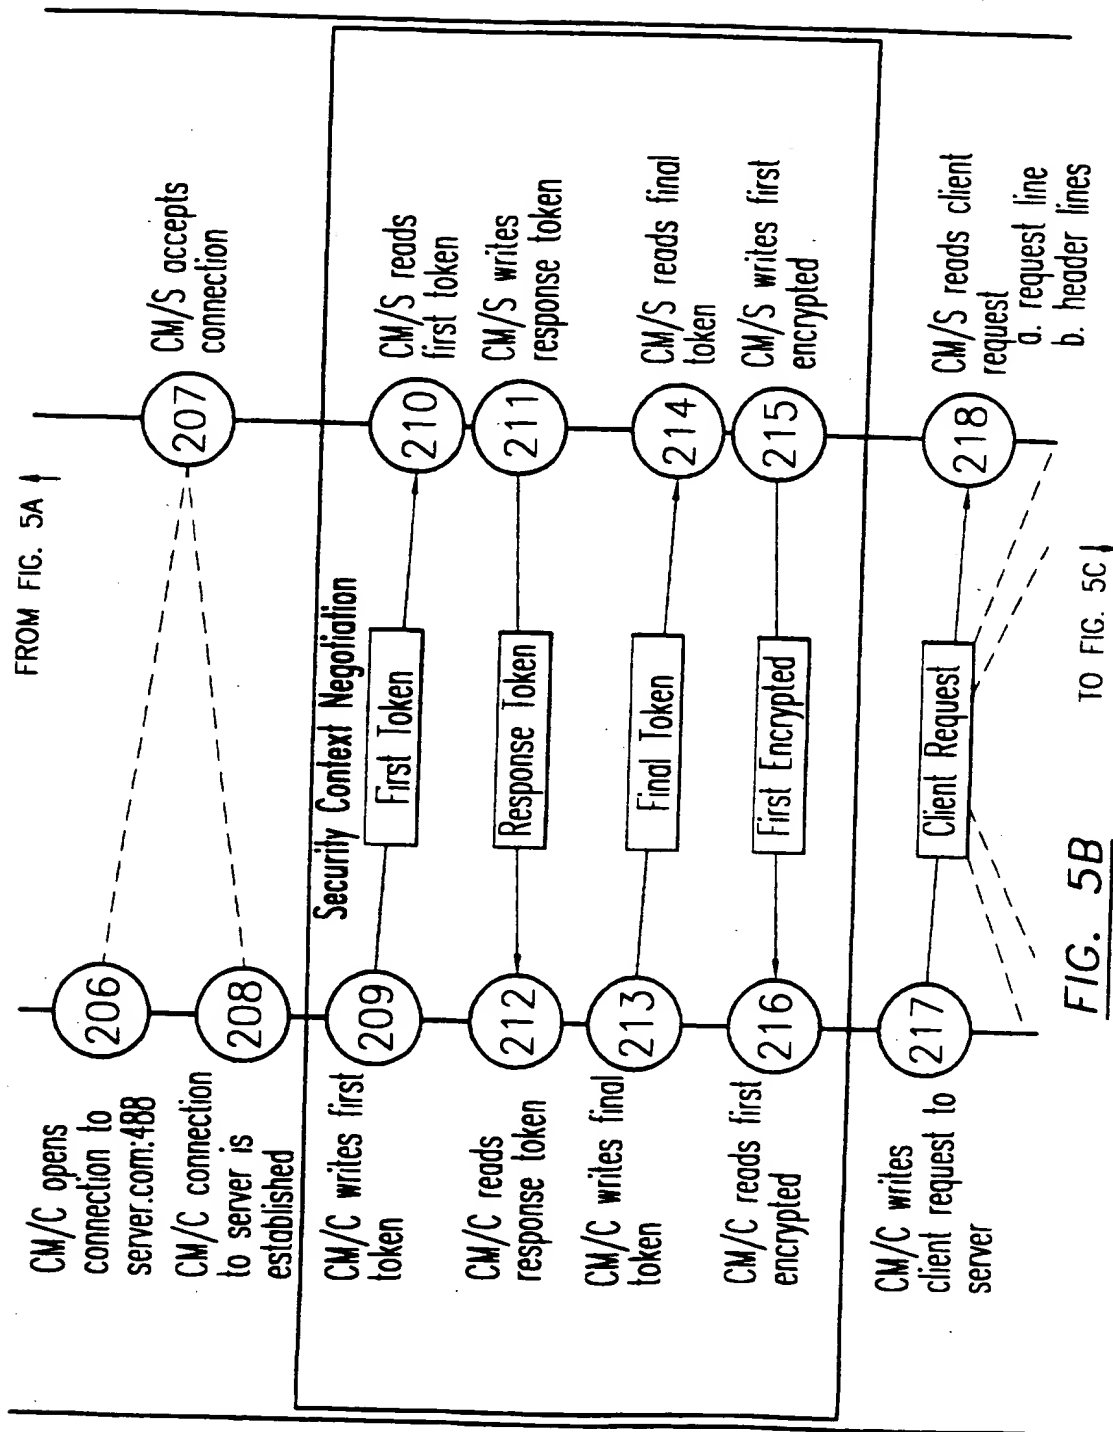 FROM FIG. 5A
206
CM/C opens
connection to
server.com:488
207
CM/S accepts
connection
208
CM/C connection
to server is
established
Security Context Negotiation
209
CM/C writes first
token
First Token
210
CM/S reads
first token
211
CM/S writes
response token
Response Token
212
CM/C reads
response token
213
CM/C writes final
token
Final Token
214
CM/S reads final
token
215
CM/S writes first
encrypted
First Encrypted
216
CM/C reads first
encrypted
217
CM/C writes
client request to
server
Client Request
218
CM/S reads client
request
a. request line
b. header lines
TO FIG. 5C
FIG. 5B